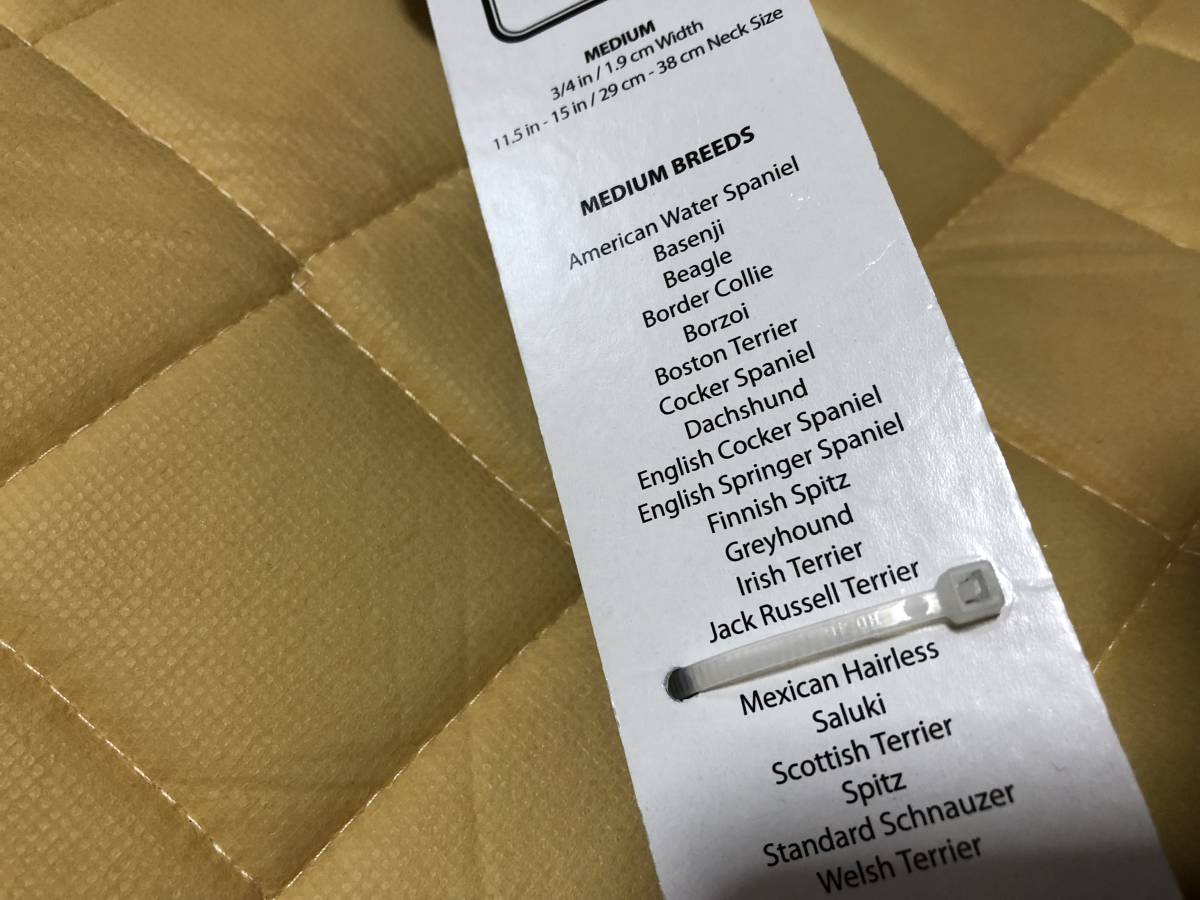 MEDIUM
3/4 in / 1.9 cm Width
11.5 in - 15 in / 29 cm - 38 cm Neck Size
MEDIUM BREEDS
American Water Spaniel
Basenji
Beagle
Border Collie
Borzoi
Boston Terrier
Cocker Spaniel
Dachshund
English Cocker Spaniel
English Springer Spaniel
Finnish Spitz
Greyhound
Irish Terrier
Jack Russell Terrier
Mexican Hairless
Saluki
Scottish Terrier
Spitz
Standard Schnauzer
Welsh Terrier